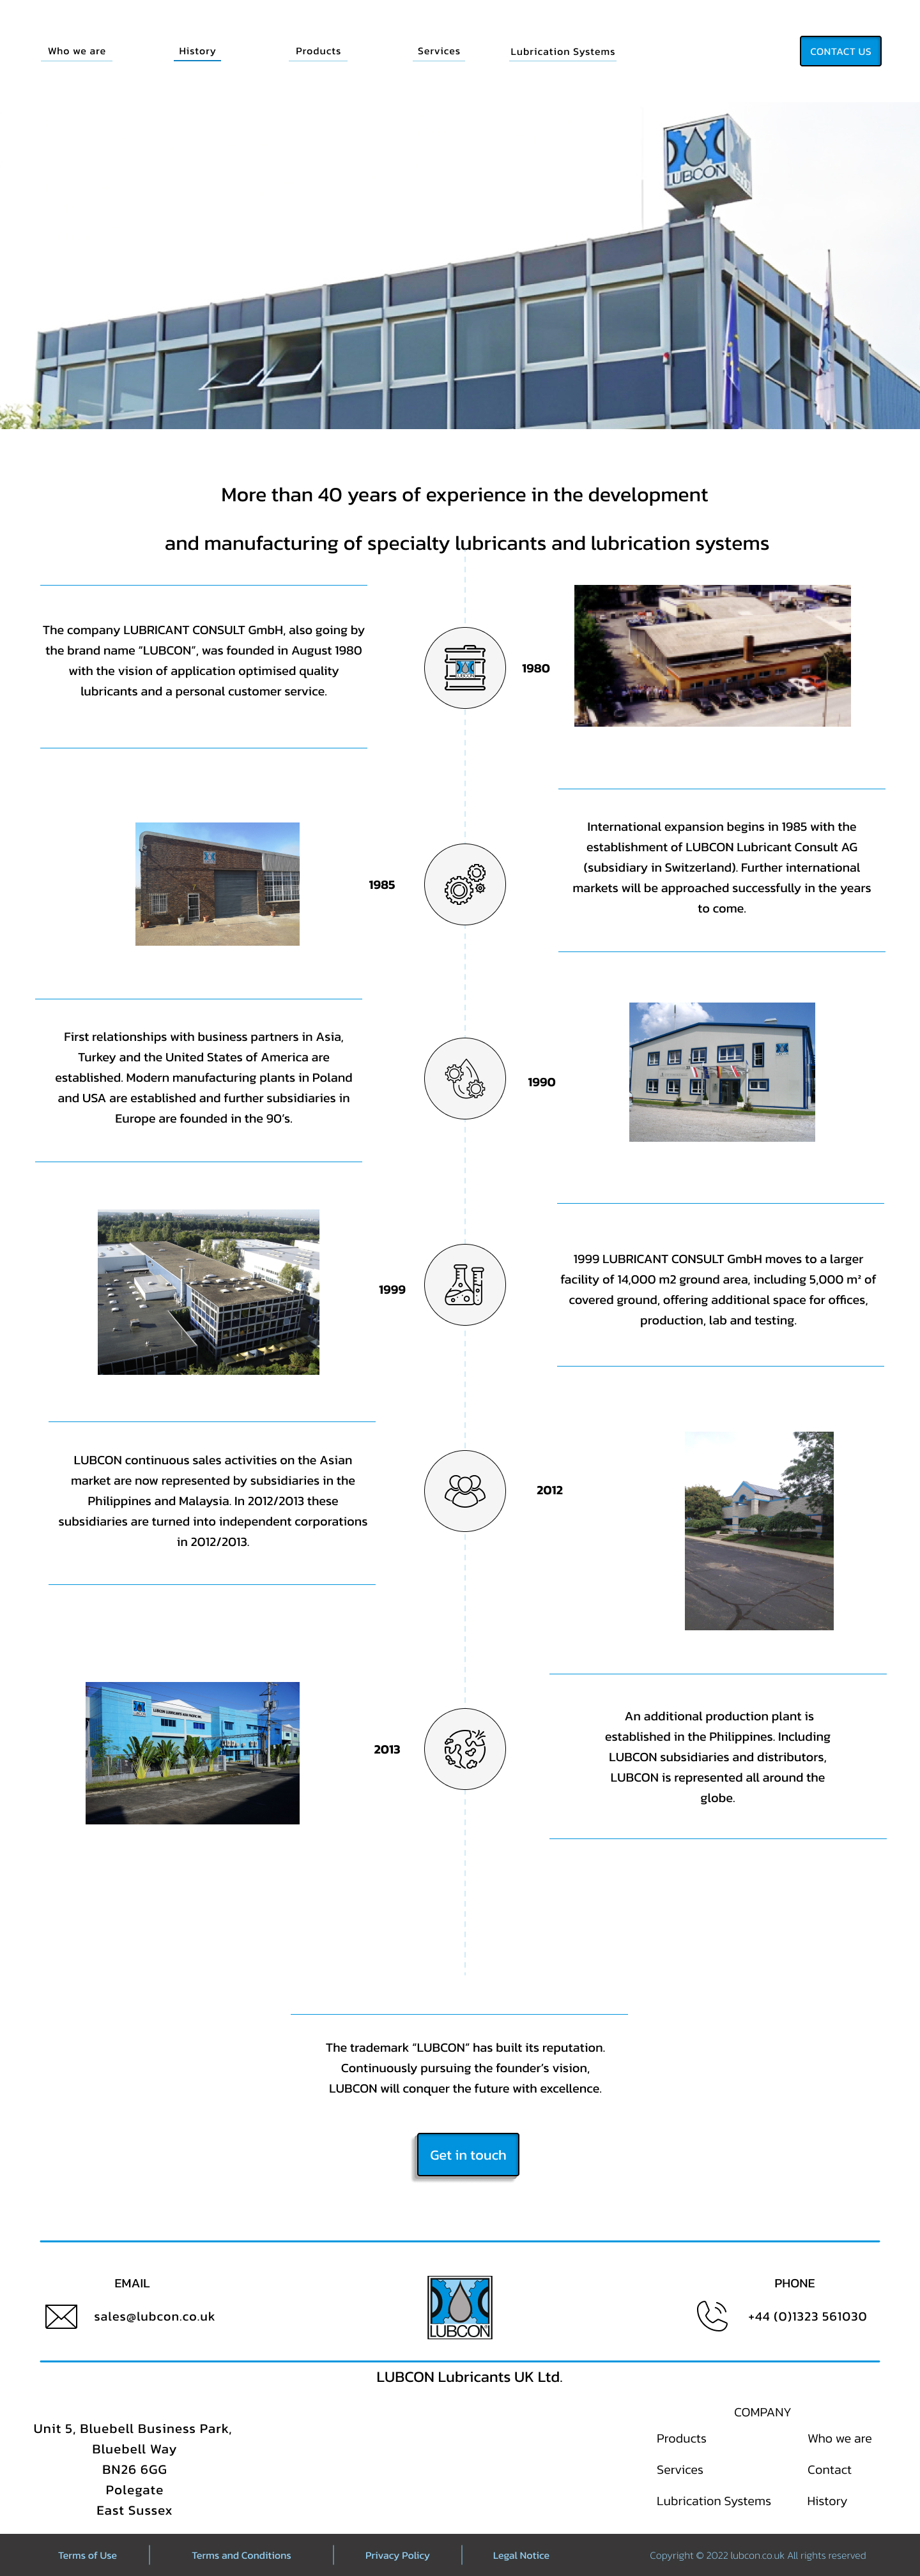 Who we are
History
Products
Services
Lubrication Systems
CONTACT US
LUBCON
More than 40 years of experience in the development
and manufacturing of specialty lubricants and lubrication systems
The company LUBRICANT CONSULT GmbH, also going by
the brand name “LUBCON”, was founded in August 1980
with the vision of application optimised quality
lubricants and a personal customer service.
LUBCON
1980
1985
International expansion begins in 1985 with the
establishment of LUBCON Lubricant Consult AG
(subsidiary in Switzerland). Further international
markets will be approached successfully in the years
to come.
First relationships with business partners in Asia,
Turkey and the United States of America are
established. Modern manufacturing plants in Poland
and USA are established and further subsidiaries in
Europe are founded in the 90’s.
1990
1999
1999 LUBRICANT CONSULT GmbH moves to a larger
facility of 14,000 m2 ground area, including 5,000 m² of
covered ground, offering additional space for offices,
production, lab and testing.
LUBCON continuous sales activities on the Asian
market are now represented by subsidiaries in the
Philippines and Malaysia. In 2012/2013 these
subsidiaries are turned into independent corporations
in 2012/2013.
2012
LUBCON LUBRICANTS ASIA PACIFIC INC
2013
An additional production plant is
established in the Philippines. Including
LUBCON subsidiaries and distributors,
LUBCON is represented all around the
globe.
The trademark “LUBCON” has built its reputation.
Continuously pursuing the founder’s vision,
LUBCON will conquer the future with excellence.
Get in touch
EMAIL
sales@lubcon.co.uk
LUBCON
PHONE
+44 (0)1323 561030
LUBCON Lubricants UK Ltd.
Unit 5, Bluebell Business Park,
Bluebell Way
BN26 6GG
Polegate
East Sussex
COMPANY
Products
Who we are
Services
Contact
Lubrication Systems
History
Terms of Use
Terms and Conditions
Privacy Policy
Legal Notice
Copyright © 2022 lubcon.co.uk All rights reserved